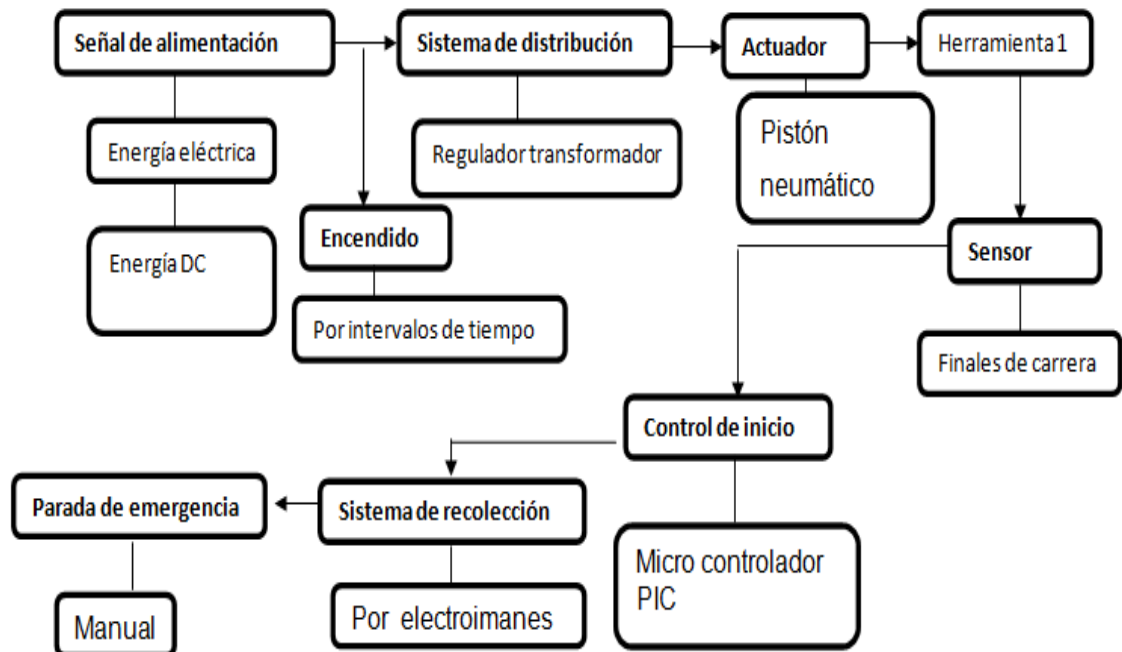 Señal de alimentación
Sistema de distribución
Actuador
Herramienta 1
Energía eléctrica
Regulador transformador
Pistón
neumático
Energía DC
Encendido
Sensor
Por intervalos de tiempo
Finales de carrera
Control de inicio
Parada de emergencia
Sistema de recolección
Micro controlador
PIC
Manual
Por electroimanes